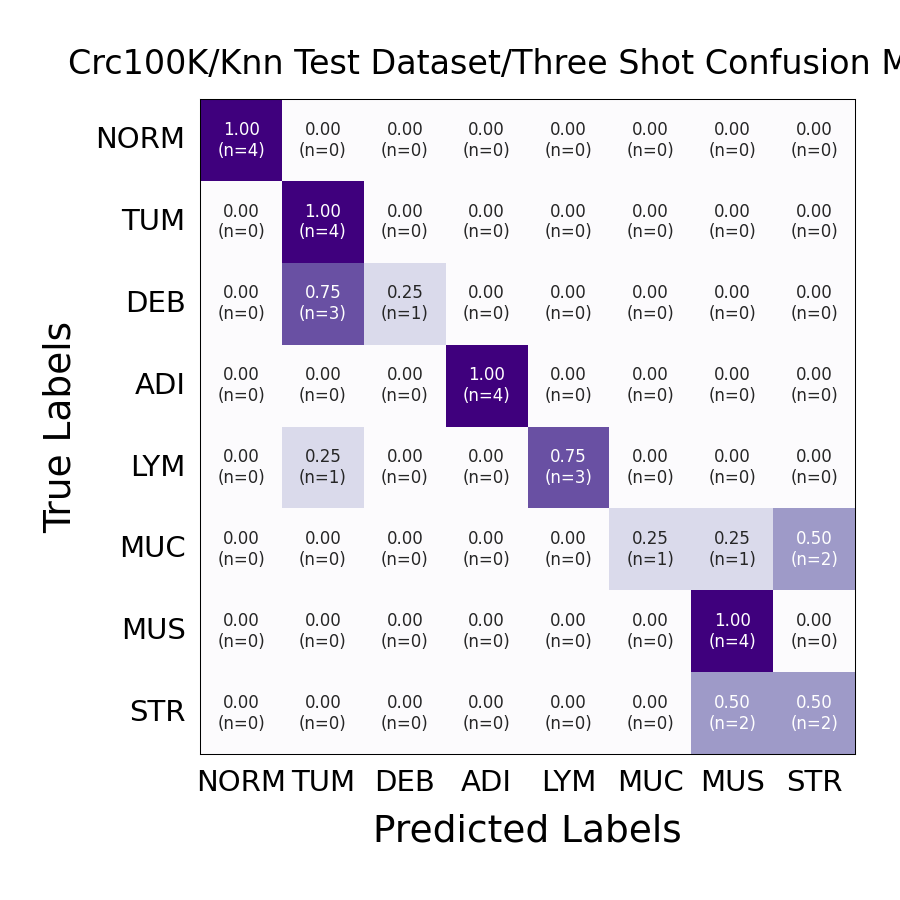 Crc100K/Knn Test Dataset/Three Shot Confusion M
NORM 1.00 0.00 0.00 0.00 0.00 0.00 0.00 0.00
(n=4) (n=0) (n=0) (n=0) (n=0) (n=0) (n=0) (n=0)
TUM 0.00 1.00 0.00 0.00 0.00 0.00 0.00 0.00
(n=0) (n=4) (n=0) (n=0) (n=0) (n=0) (n=0) (n=0)
DEB 0.00 0.75 0.25 0.00 0.00 0.00 0.00 0.00
(n=0) (n=3) (n=1) (n=0) (n=0) (n=0) (n=0) (n=0)
ADI 0.00 0.00 0.00 1.00 0.00 0.00 0.00 0.00
(n=0) (n=0) (n=0) (n=4) (n=0) (n=0) (n=0) (n=0)
LYM 0.00 0.25 0.00 0.00 0.75 0.00 0.00 0.00
(n=0) (n=1) (n=0) (n=0) (n=3) (n=0) (n=0) (n=0)
MUC 0.00 0.00 0.00 0.00 0.00 0.25 0.25 0.50
(n=0) (n=0) (n=0) (n=0) (n=0) (n=1) (n=1) (n=2)
MUS 0.00 0.00 0.00 0.00 0.00 0.00 1.00 0.00
(n=0) (n=0) (n=0) (n=0) (n=0) (n=0) (n=4) (n=0)
STR 0.00 0.00 0.00 0.00 0.00 0.00 0.50 0.50
(n=0) (n=0) (n=0) (n=0) (n=0) (n=0) (n=2) (n=2)
NORM TUM DEB ADI LYM MUC MUS STR
Predicted Labels
True Labels